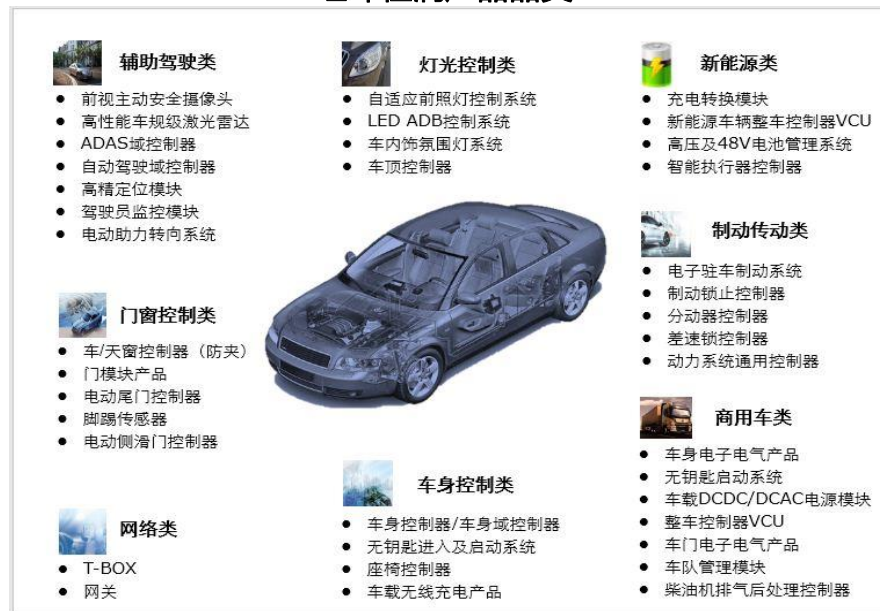 辅助驾驶类
● 前视主动安全摄像头
● 高性能车规级激光雷达
● ADAS域控制器
● 自动驾驶域控制器
● 高精定位模块
● 驾驶员监控模块
● 电动助力转向系统
灯光控制类
● 自适应前照灯控制系统
● LED ADB控制系统
● 车内饰氛围灯系统
● 车顶控制器
新能源类
● 充电转换模块
● 新能源车辆整车控制器VCU
● 高压及48V电池管理系统
● 智能执行器控制器
制动传动类
● 电子驻车制动系统
● 制动锁止控制器
● 分动器控制器
● 差速锁控制器
● 动力系统通用控制器
门窗控制类
● 车/天窗控制器（防夹）
● 门模块产品
● 电动尾门控制器
● 脚踢传感器
● 电动侧滑门控制器
商用车类
● 车身电子电气产品
● 无钥匙启动系统
● 车载DCDC/DCAC电源模块
● 整车控制器VCU
● 车门电子电气产品
● 车队管理模块
● 柴油机排气后处理控制器
车身控制类
● 车身控制器/车身域控制器
● 无钥匙进入及启动系统
● 座椅控制器
● 车载无线充电产品
网络类
● T-BOX
● 网关